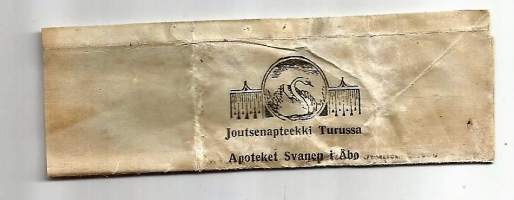 Joutsenapteekki Turussa
Apoteket Svanen i Åbo